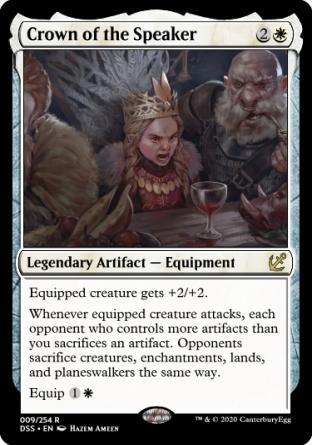 Crown of the Speaker 2
Legendary Artifact — Equipment
Equipped creature gets +2/+2.
Whenever equipped creature attacks, each
opponent who controls more artifacts than
you sacrifices an artifact. Opponents
sacrifice creatures, enchantments, lands,
and planeswalkers the same way.
Equip 1
009/254 R
DSS • EN Hazem Ameen
™ & © 2020 CanterburyEgg